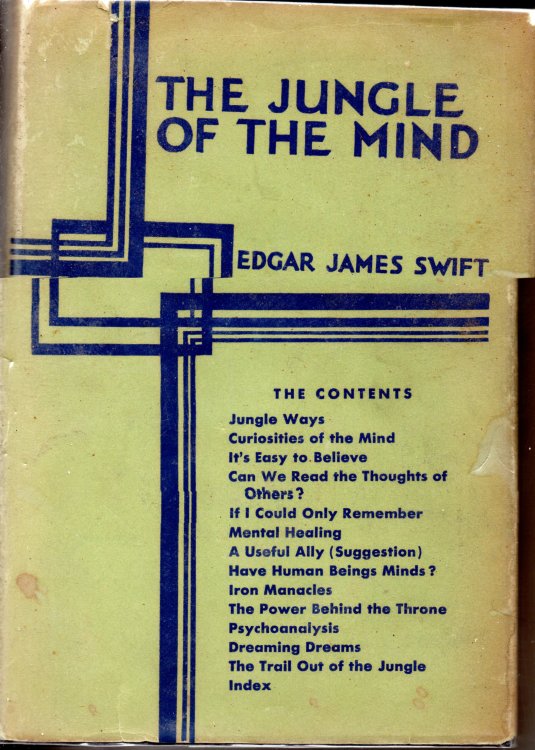 THE JUNGLE
OF THE MIND
EDGAR JAMES SWIFT
THE CONTENTS
Jungle Ways
Curiosities of the Mind
It's Easy to Believe
Can We Read the Thoughts of
Others?
If I Could Only Remember
Mental Healing
A Useful Ally (Suggestion)
Have Human Beings Minds?
Iron Manacles
The Power Behind the Throne
Psychoanalysis
Dreaming Dreams
The Trail Out of the Jungle
Index